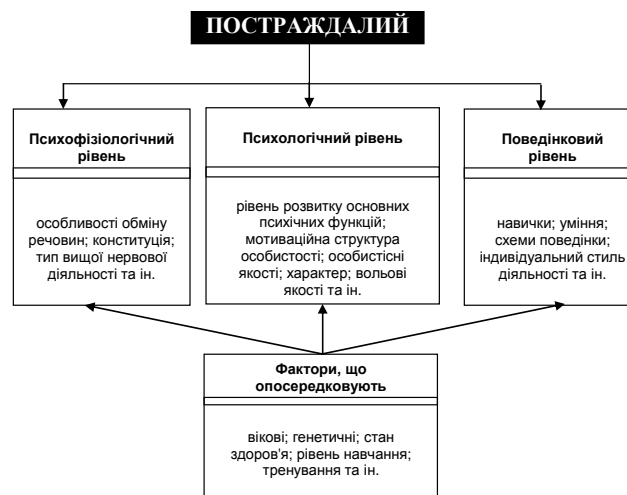 ПОСТРАЖДАЛИЙ
Психофізіологічний
рівень
особливості обміну
речовин; конституція;
тип вищої нервової
діяльності та ін.
Психологічний рівень
рівень розвитку основних
психічних функцій;
мотиваційна структура
особистості; особистісні
якості; характер; вольові
якості та ін.
Поведінковий
рівень
навички; уміння;
схеми поведінки;
індивідуальний стиль
діяльності та ін.
Фактори, що
опосередковують
вікові; генетичні; стан
здоров'я; рівень навчання;
тренування та ін.